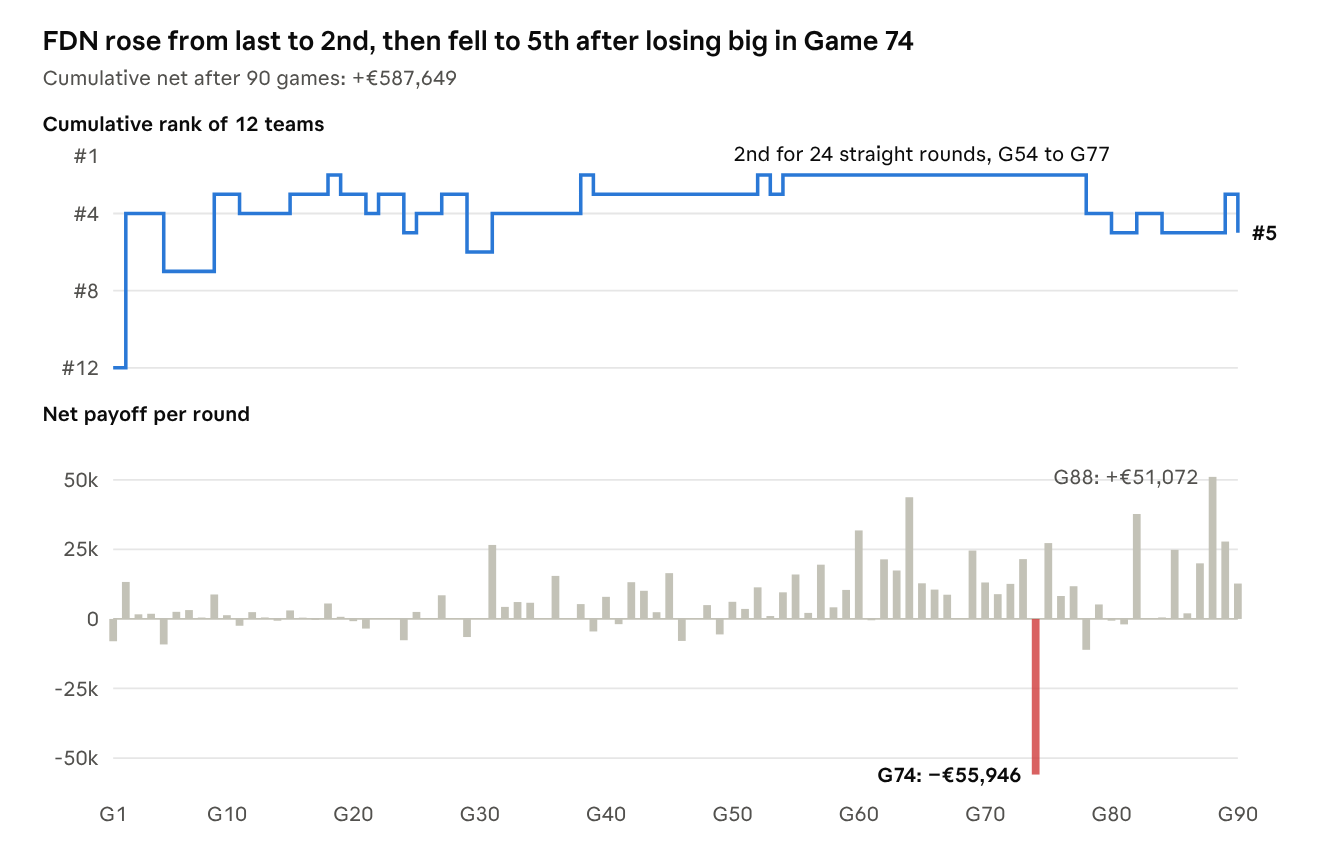 FDN rose from last to 2nd, then fell to 5th after losing big in Game 74
Cumulative net after 90 games: +€587,649
Cumulative rank of 12 teams
#1
2nd for 24 straight rounds, G54 to G77
#4
#5
#8
#12
Net payoff per round
50k
G88: +€51,072
25k
0
-25k
-50k
G74: −€55,946
G1 G10 G20 G30 G40 G50 G60 G70 G80 G90